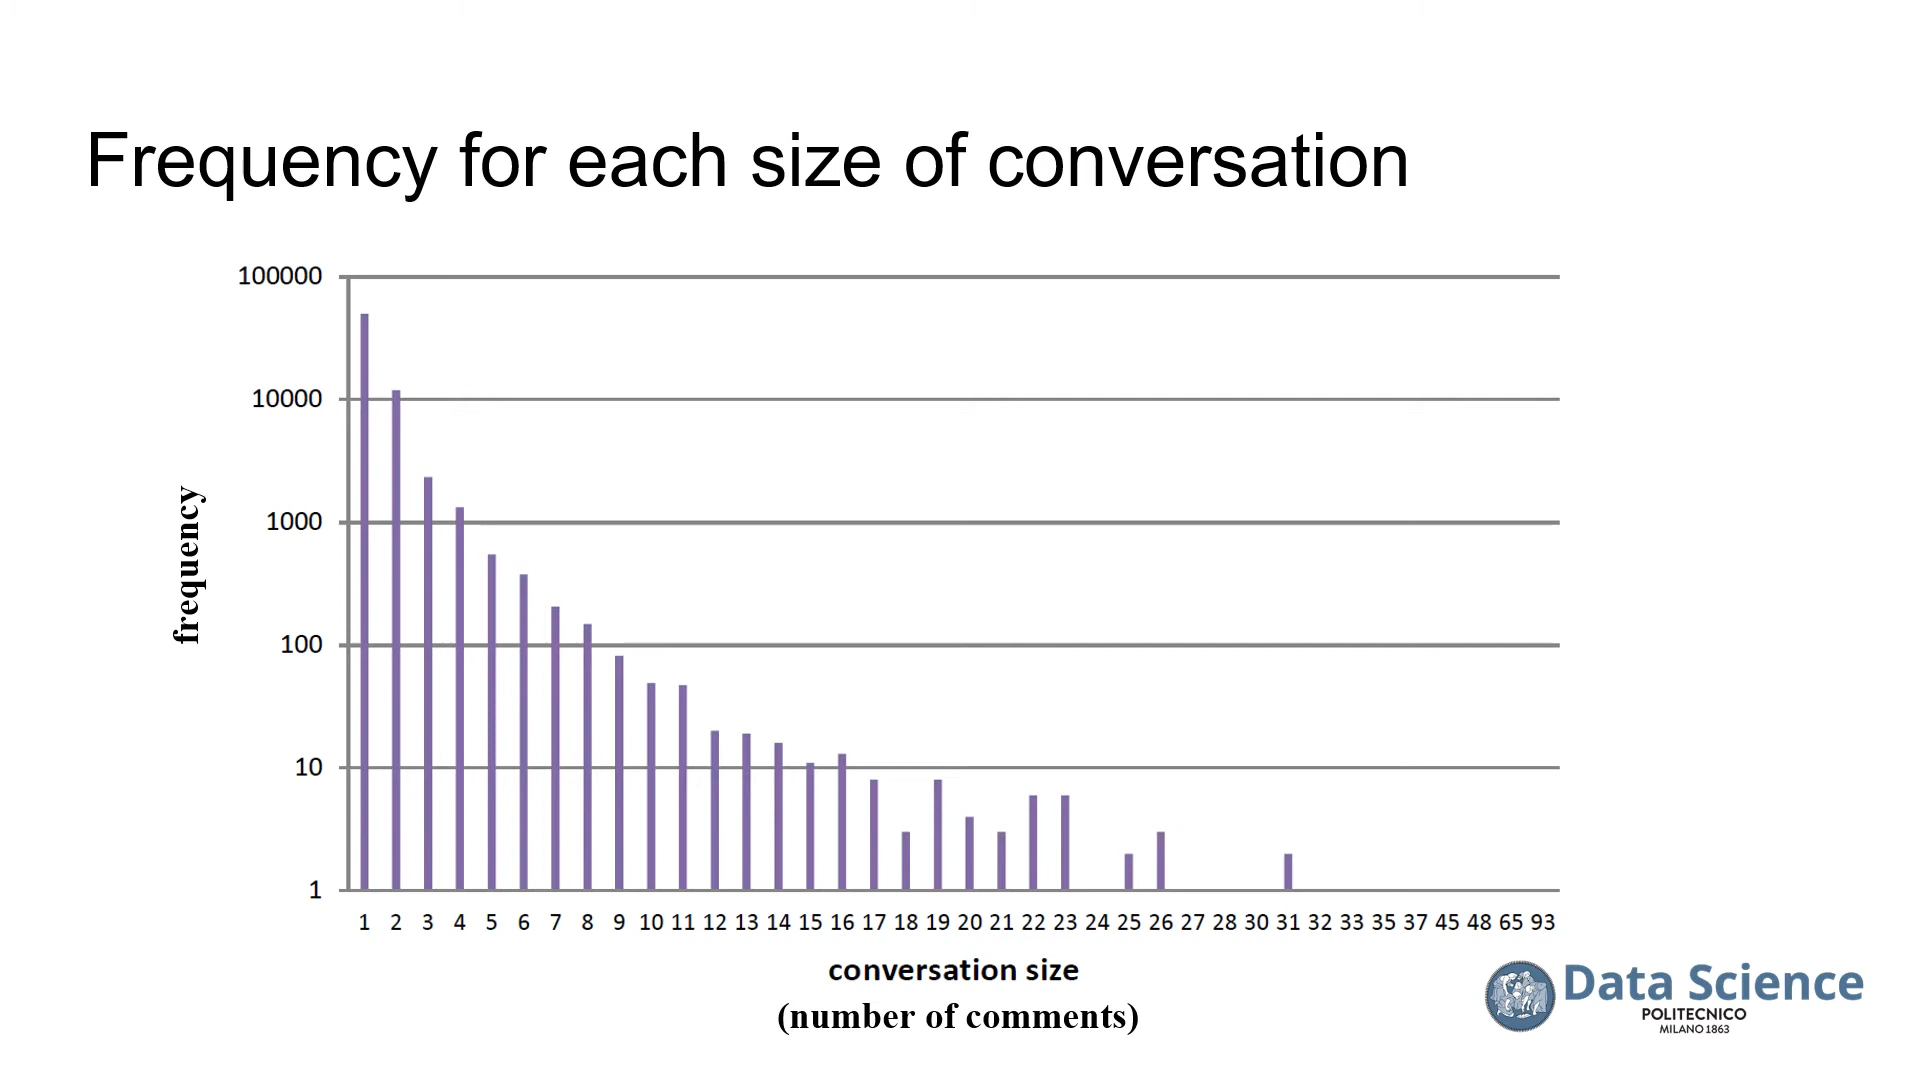 Frequency for each size of conversation
100000
10000
1000
100
10
1
frequency
1 2 3 4 5 6 7 8 9 10 11 12 13 14 15 16 17 18 19 20 21 22 23 24 25 26 27 28 30 31 32 33 35 37 45 48 65 93
conversation size
(number of comments)
Data Science
POLITECNICO
MILANO 1863